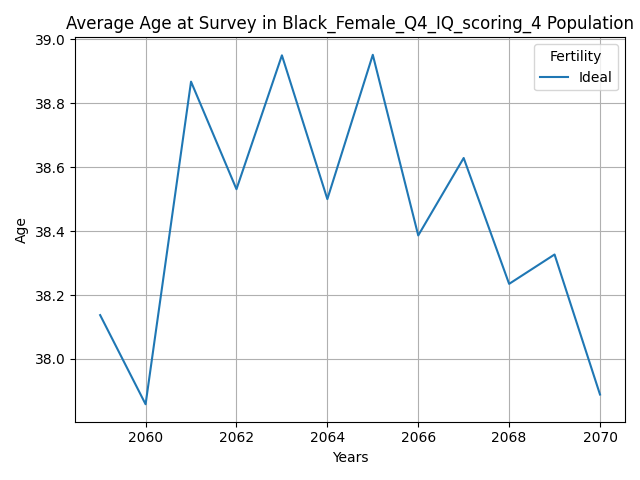 Average Age at Survey in Black_Female_Q4_IQ_scoring_4 Population
39.0
38.8
38.6
38.4
38.2
38.0
Age
Fertility
Ideal
2060
2062
2064
2066
2068
2070
Years